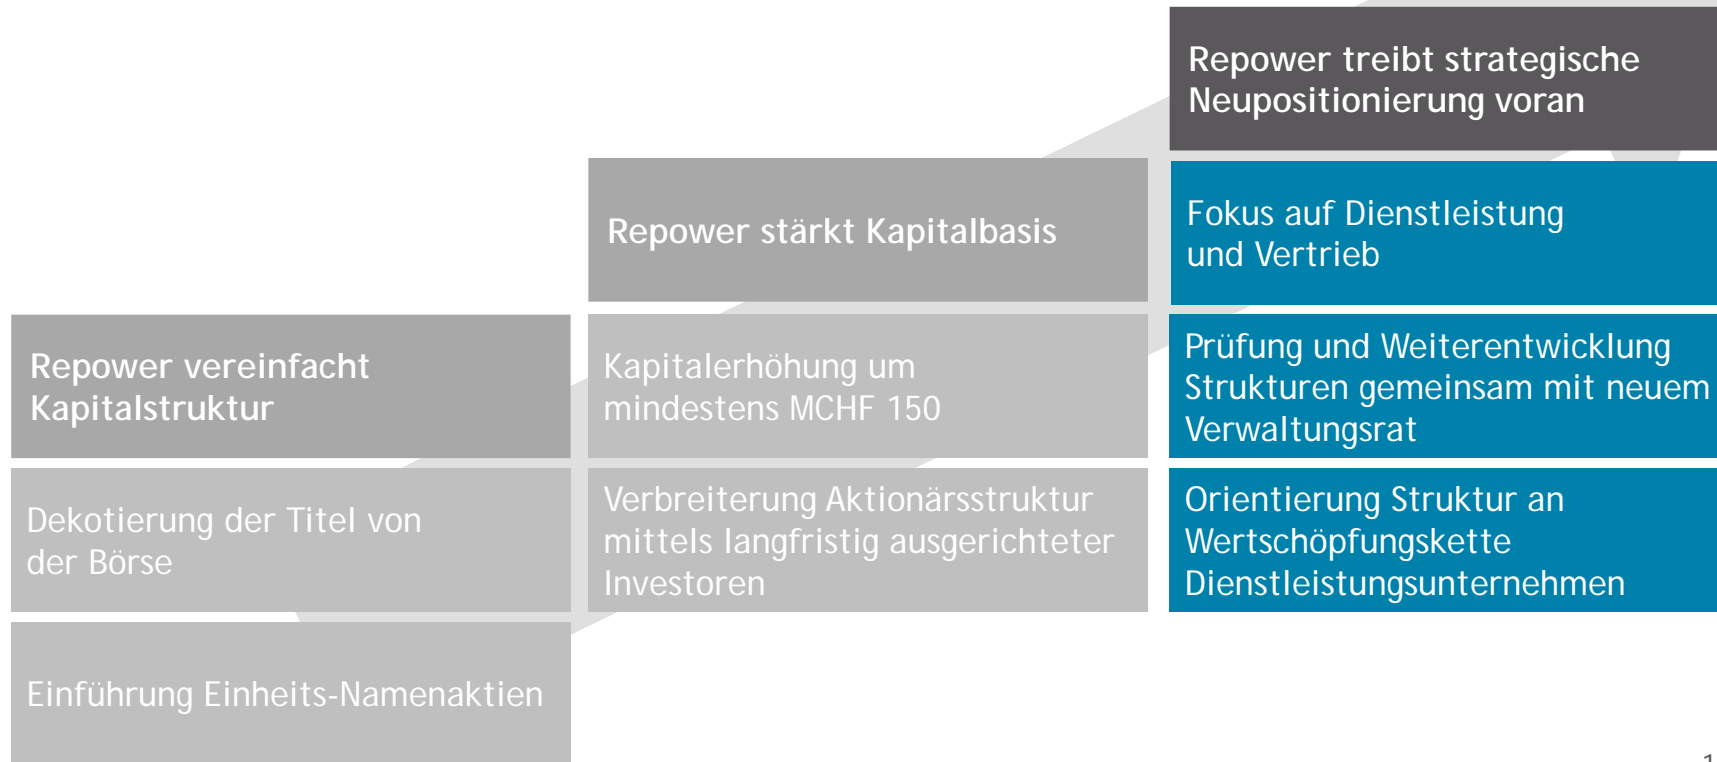 Repower treibt strategische
Neupositionierung voran
Fokus auf Dienstleistung
und Vertrieb
Prüfung und Weiterentwicklung
Strukturen gemeinsam mit neuem
Verwaltungsrat
Orientierung Struktur an
Wertschöpfungskette
Dienstleistungsunternehmen
Repower stärkt Kapitalbasis
Kapitalerhöhung um
mindestens MCHF 150
Verbreiterung Aktionärsstruktur
mittels langfristig ausgerichteter
Investoren
Repower vereinfacht
Kapitalstruktur
Dekotierung der Titel von
der Börse
Einführung Einheits-Namenaktien